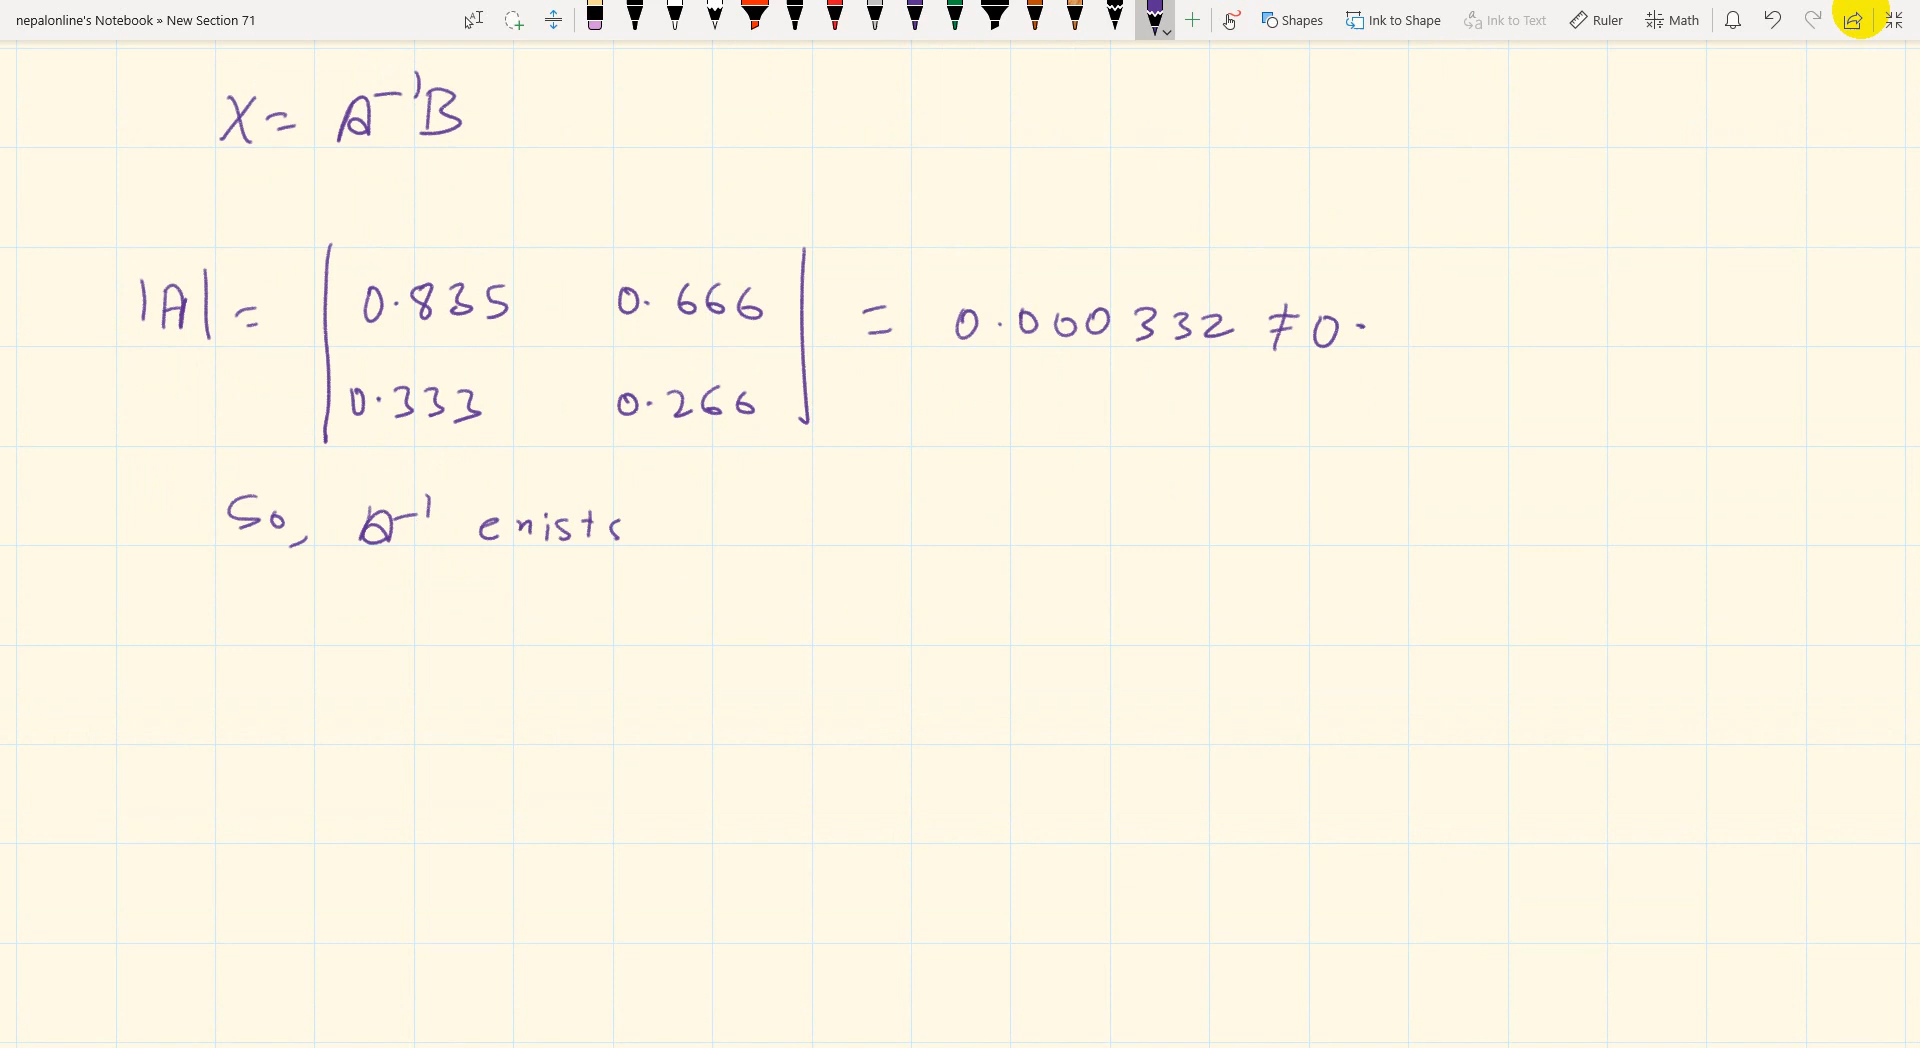 nepalonline's Notebook » New Section 71
Shapes Ink to Shape Ink to Text Ruler Math
X = A⁻¹B
|A| = | 0.835 0.666 | = 0.000332 ≠ 0.
| 0.333 0.266 |
So, A⁻¹ exists